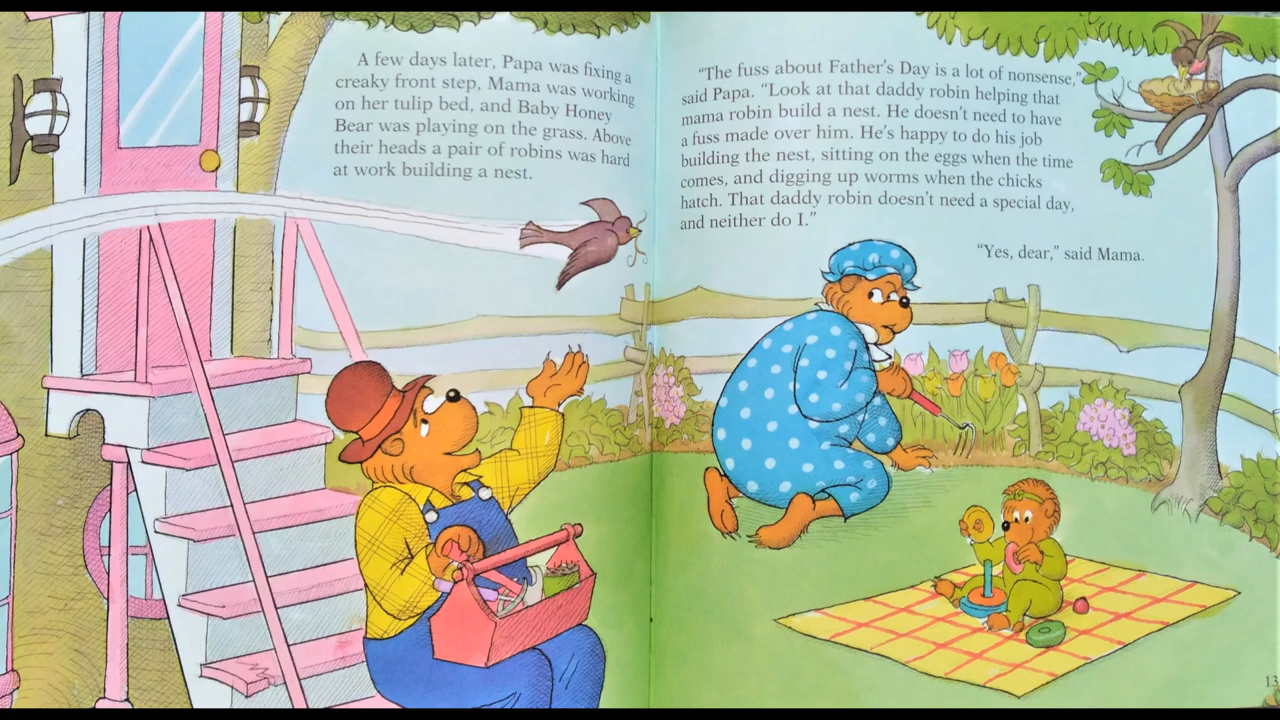 A few days later, Papa was fixing a
creaky front step, Mama was working
on her tulip bed, and Baby Honey
Bear was playing on the grass. Above
their heads a pair of robins was hard
at work building a nest.
“The fuss about Father’s Day is a lot of nonsense,”
said Papa. “Look at that daddy robin helping that
mama robin build a nest. He doesn’t need to have
a fuss made over him. He’s happy to do his job
building the nest, sitting on the eggs when the time
comes, and digging up worms when the chicks
hatch. That daddy robin doesn’t need a special day,
and neither do I.”
“Yes, dear,” said Mama.
13